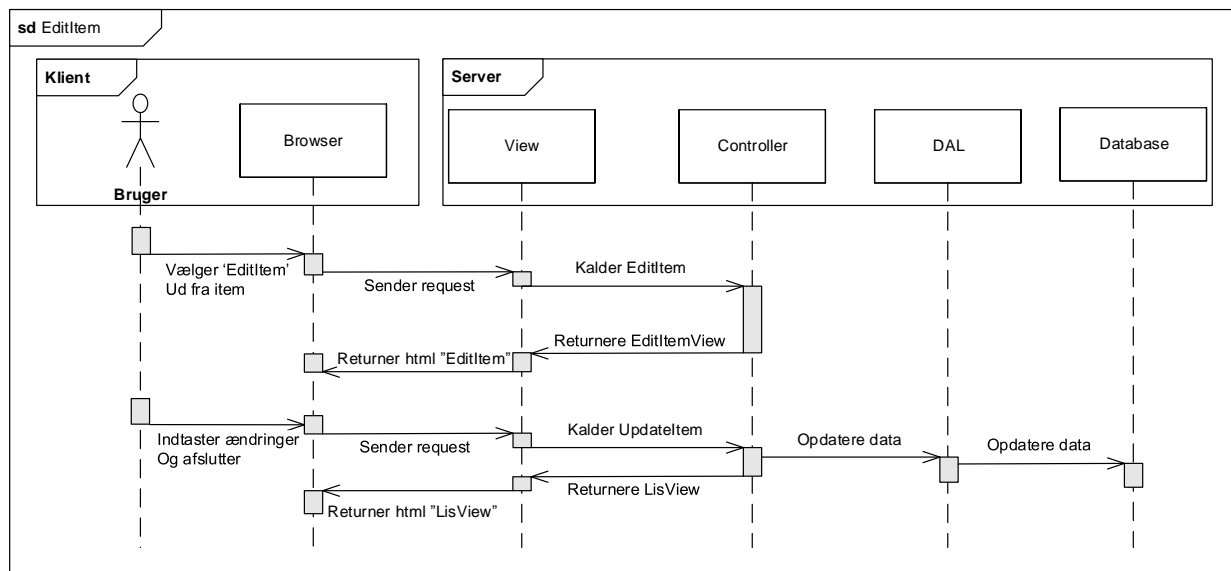 sd EditItem
Klient
Server
Bruger
Browser
View
Controller
DAL
Database
Vælger ‘EditItem’
Ud fra item
Sender request
Kalder EditItem
Returnere EditItemView
Returner html ”EditItem”
Indtaster ændringer
Og afslutter
Sender request
Kalder UpdateItem
Opdatere data
Opdatere data
Returnere LisView
Returner html ”LisView”